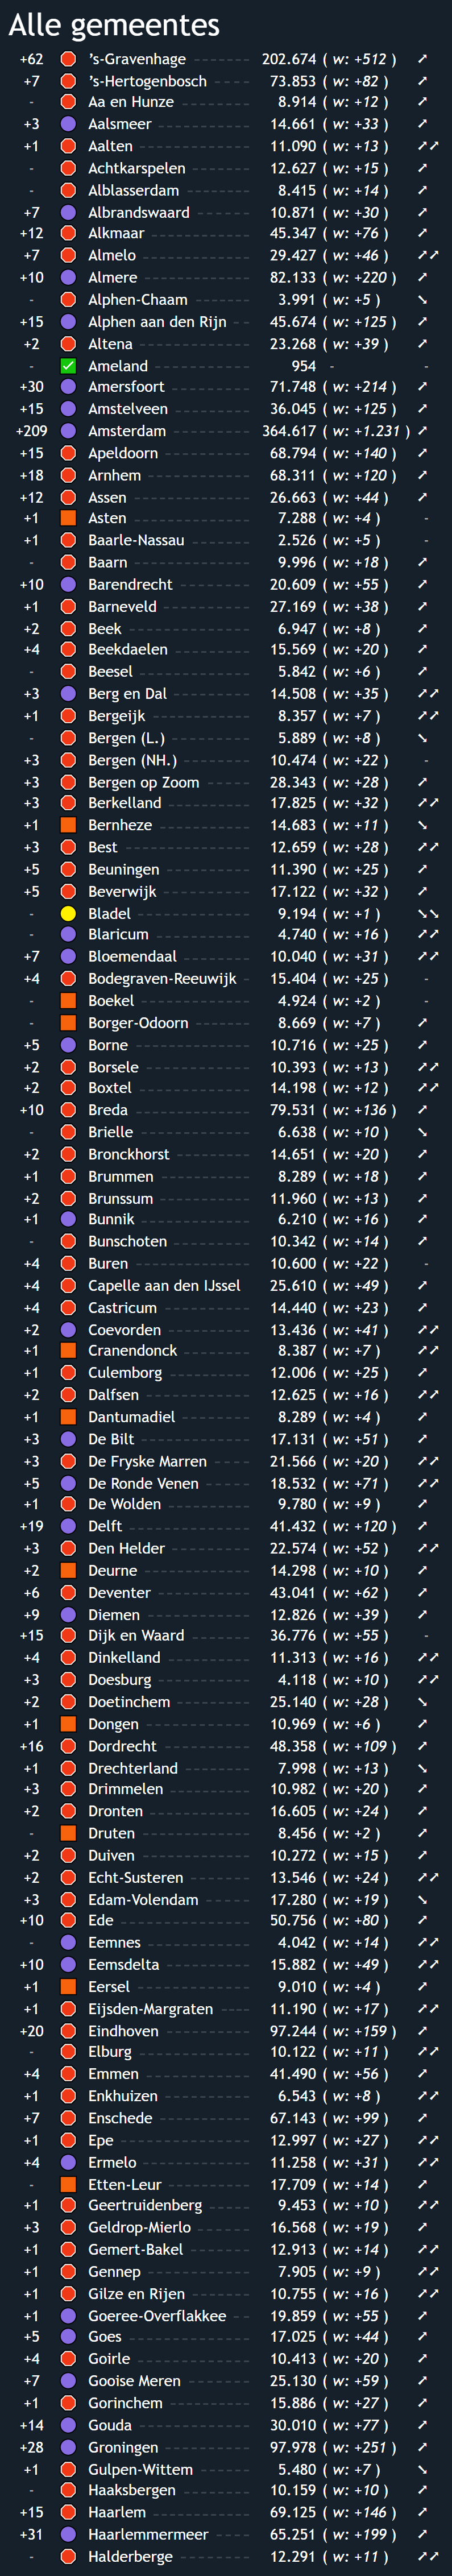 Alle gemeentes
+62 ’s-Gravenhage 202.674 ( w: +512 )
+7 ’s-Hertogenbosch 73.853 ( w: +82 )
- Aa en Hunze 8.914 ( w: +12 )
+3 Aalsmeer 14.661 ( w: +33 )
+1 Aalten 11.090 ( w: +13 )
- Achtkarspelen 12.627 ( w: +15 )
- Alblasserdam 8.415 ( w: +14 )
+7 Albrandswaard 10.871 ( w: +30 )
+12 Alkmaar 45.347 ( w: +76 )
+7 Almelo 29.427 ( w: +46 )
+10 Almere 82.133 ( w: +220 )
- Alphen-Chaam 3.991 ( w: +5 )
+15 Alphen aan den Rijn 45.674 ( w: +125 )
+2 Altena 23.268 ( w: +39 )
- Ameland 954 - -
+30 Amersfoort 71.748 ( w: +214 )
+15 Amstelveen 36.045 ( w: +125 )
+209 Amsterdam 364.617 ( w: +1.231 )
+15 Apeldoorn 68.794 ( w: +140 )
+18 Arnhem 68.311 ( w: +120 )
+12 Assen 26.663 ( w: +44 )
+1 Asten 7.288 ( w: +4 ) -
+1 Baarle-Nassau 2.526 ( w: +5 ) -
- Baarn 9.996 ( w: +18 )
+10 Barendrecht 20.609 ( w: +55 )
+1 Barneveld 27.169 ( w: +38 )
+2 Beek 6.947 ( w: +8 )
+4 Beekdaelen 15.569 ( w: +20 )
- Beesel 5.842 ( w: +6 )
+3 Berg en Dal 14.508 ( w: +35 )
+1 Bergeijk 8.357 ( w: +7 )
- Bergen (L.) 5.889 ( w: +8 )
+3 Bergen (NH.) 10.474 ( w: +22 ) -
+3 Bergen op Zoom 28.343 ( w: +28 )
+3 Berkelland 17.825 ( w: +32 )
+1 Bernheze 14.683 ( w: +11 )
+3 Best 12.659 ( w: +28 )
+5 Beuningen 11.390 ( w: +25 )
+5 Beverwijk 17.122 ( w: +32 )
- Bladel 9.194 ( w: +1 )
- Blaricum 4.740 ( w: +16 )
+7 Bloemendaal 10.040 ( w: +31 )
+4 Bodegraven-Reeuwijk 15.404 ( w: +25 ) -
- Boekel 4.924 ( w: +2 ) -
- Borger-Odoorn 8.669 ( w: +7 )
+5 Borne 10.716 ( w: +25 )
+2 Borsele 10.393 ( w: +13 )
+2 Boxtel 14.198 ( w: +12 )
+10 Breda 79.531 ( w: +136 )
- Brielle 6.638 ( w: +10 )
+2 Bronckhorst 14.651 ( w: +20 )
+1 Brummen 8.289 ( w: +18 )
+2 Brunssum 11.960 ( w: +13 )
+1 Bunnik 6.210 ( w: +16 )
- Bunschoten 10.342 ( w: +14 )
+4 Buren 10.600 ( w: +22 ) -
+4 Capelle aan den IJssel 25.610 ( w: +49 )
+4 Castricum 14.440 ( w: +23 )
+2 Coevorden 13.436 ( w: +41 )
+1 Cranendonck 8.387 ( w: +7 )
+1 Culemborg 12.006 ( w: +25 )
+2 Dalfsen 12.625 ( w: +16 )
+1 Dantumadiel 8.289 ( w: +4 )
+3 De Bilt 17.131 ( w: +51 )
+3 De Fryske Marren 21.566 ( w: +20 )
+5 De Ronde Venen 18.532 ( w: +71 )
+1 De Wolden 9.780 ( w: +9 )
+19 Delft 41.432 ( w: +120 )
+3 Den Helder 22.574 ( w: +52 )
+2 Deurne 14.298 ( w: +10 )
+6 Deventer 43.041 ( w: +62 )
+9 Diemen 12.826 ( w: +39 )
+15 Dijk en Waard 36.776 ( w: +55 ) -
+4 Dinkelland 11.313 ( w: +16 )
+3 Doesburg 4.118 ( w: +10 )
+2 Doetinchem 25.140 ( w: +28 )
+1 Dongen 10.969 ( w: +6 )
+16 Dordrecht 48.358 ( w: +109 )
+1 Drechterland 7.998 ( w: +13 )
+3 Drimmelen 10.982 ( w: +20 )
+2 Dronten 16.605 ( w: +24 )
- Druten 8.456 ( w: +2 )
+2 Duiven 10.272 ( w: +15 )
+2 Echt-Susteren 13.546 ( w: +24 )
+3 Edam-Volendam 17.280 ( w: +19 )
+10 Ede 50.756 ( w: +80 )
- Eemnes 4.042 ( w: +14 )
+10 Eemsdelta 15.882 ( w: +49 )
+1 Eersel 9.010 ( w: +4 )
+1 Eijsden-Margraten 11.190 ( w: +17 )
+20 Eindhoven 97.244 ( w: +159 )
- Elburg 10.122 ( w: +11 )
+4 Emmen 41.490 ( w: +56 )
+1 Enkhuizen 6.543 ( w: +8 )
+7 Enschede 67.143 ( w: +99 )
+1 Epe 12.997 ( w: +27 )
+4 Ermelo 11.258 ( w: +31 )
- Etten-Leur 17.709 ( w: +14 )
+1 Geertruidenberg 9.453 ( w: +10 )
+3 Geldrop-Mierlo 16.568 ( w: +19 )
+1 Gemert-Bakel 12.913 ( w: +14 )
+1 Gennep 7.905 ( w: +9 )
+1 Gilze en Rijen 10.755 ( w: +16 )
+1 Goeree-Overflakkee 19.859 ( w: +55 )
+5 Goes 17.025 ( w: +44 )
+4 Goirle 10.413 ( w: +20 )
+7 Gooise Meren 25.130 ( w: +59 )
+1 Gorinchem 15.886 ( w: +27 )
+14 Gouda 30.010 ( w: +77 )
+28 Groningen 97.978 ( w: +251 )
+1 Gulpen-Wittem 5.480 ( w: +7 )
- Haaksbergen 10.159 ( w: +10 )
+15 Haarlem 69.125 ( w: +146 )
+31 Haarlemmermeer 65.251 ( w: +199 )
- Halderberge 12.291 ( w: +11 )